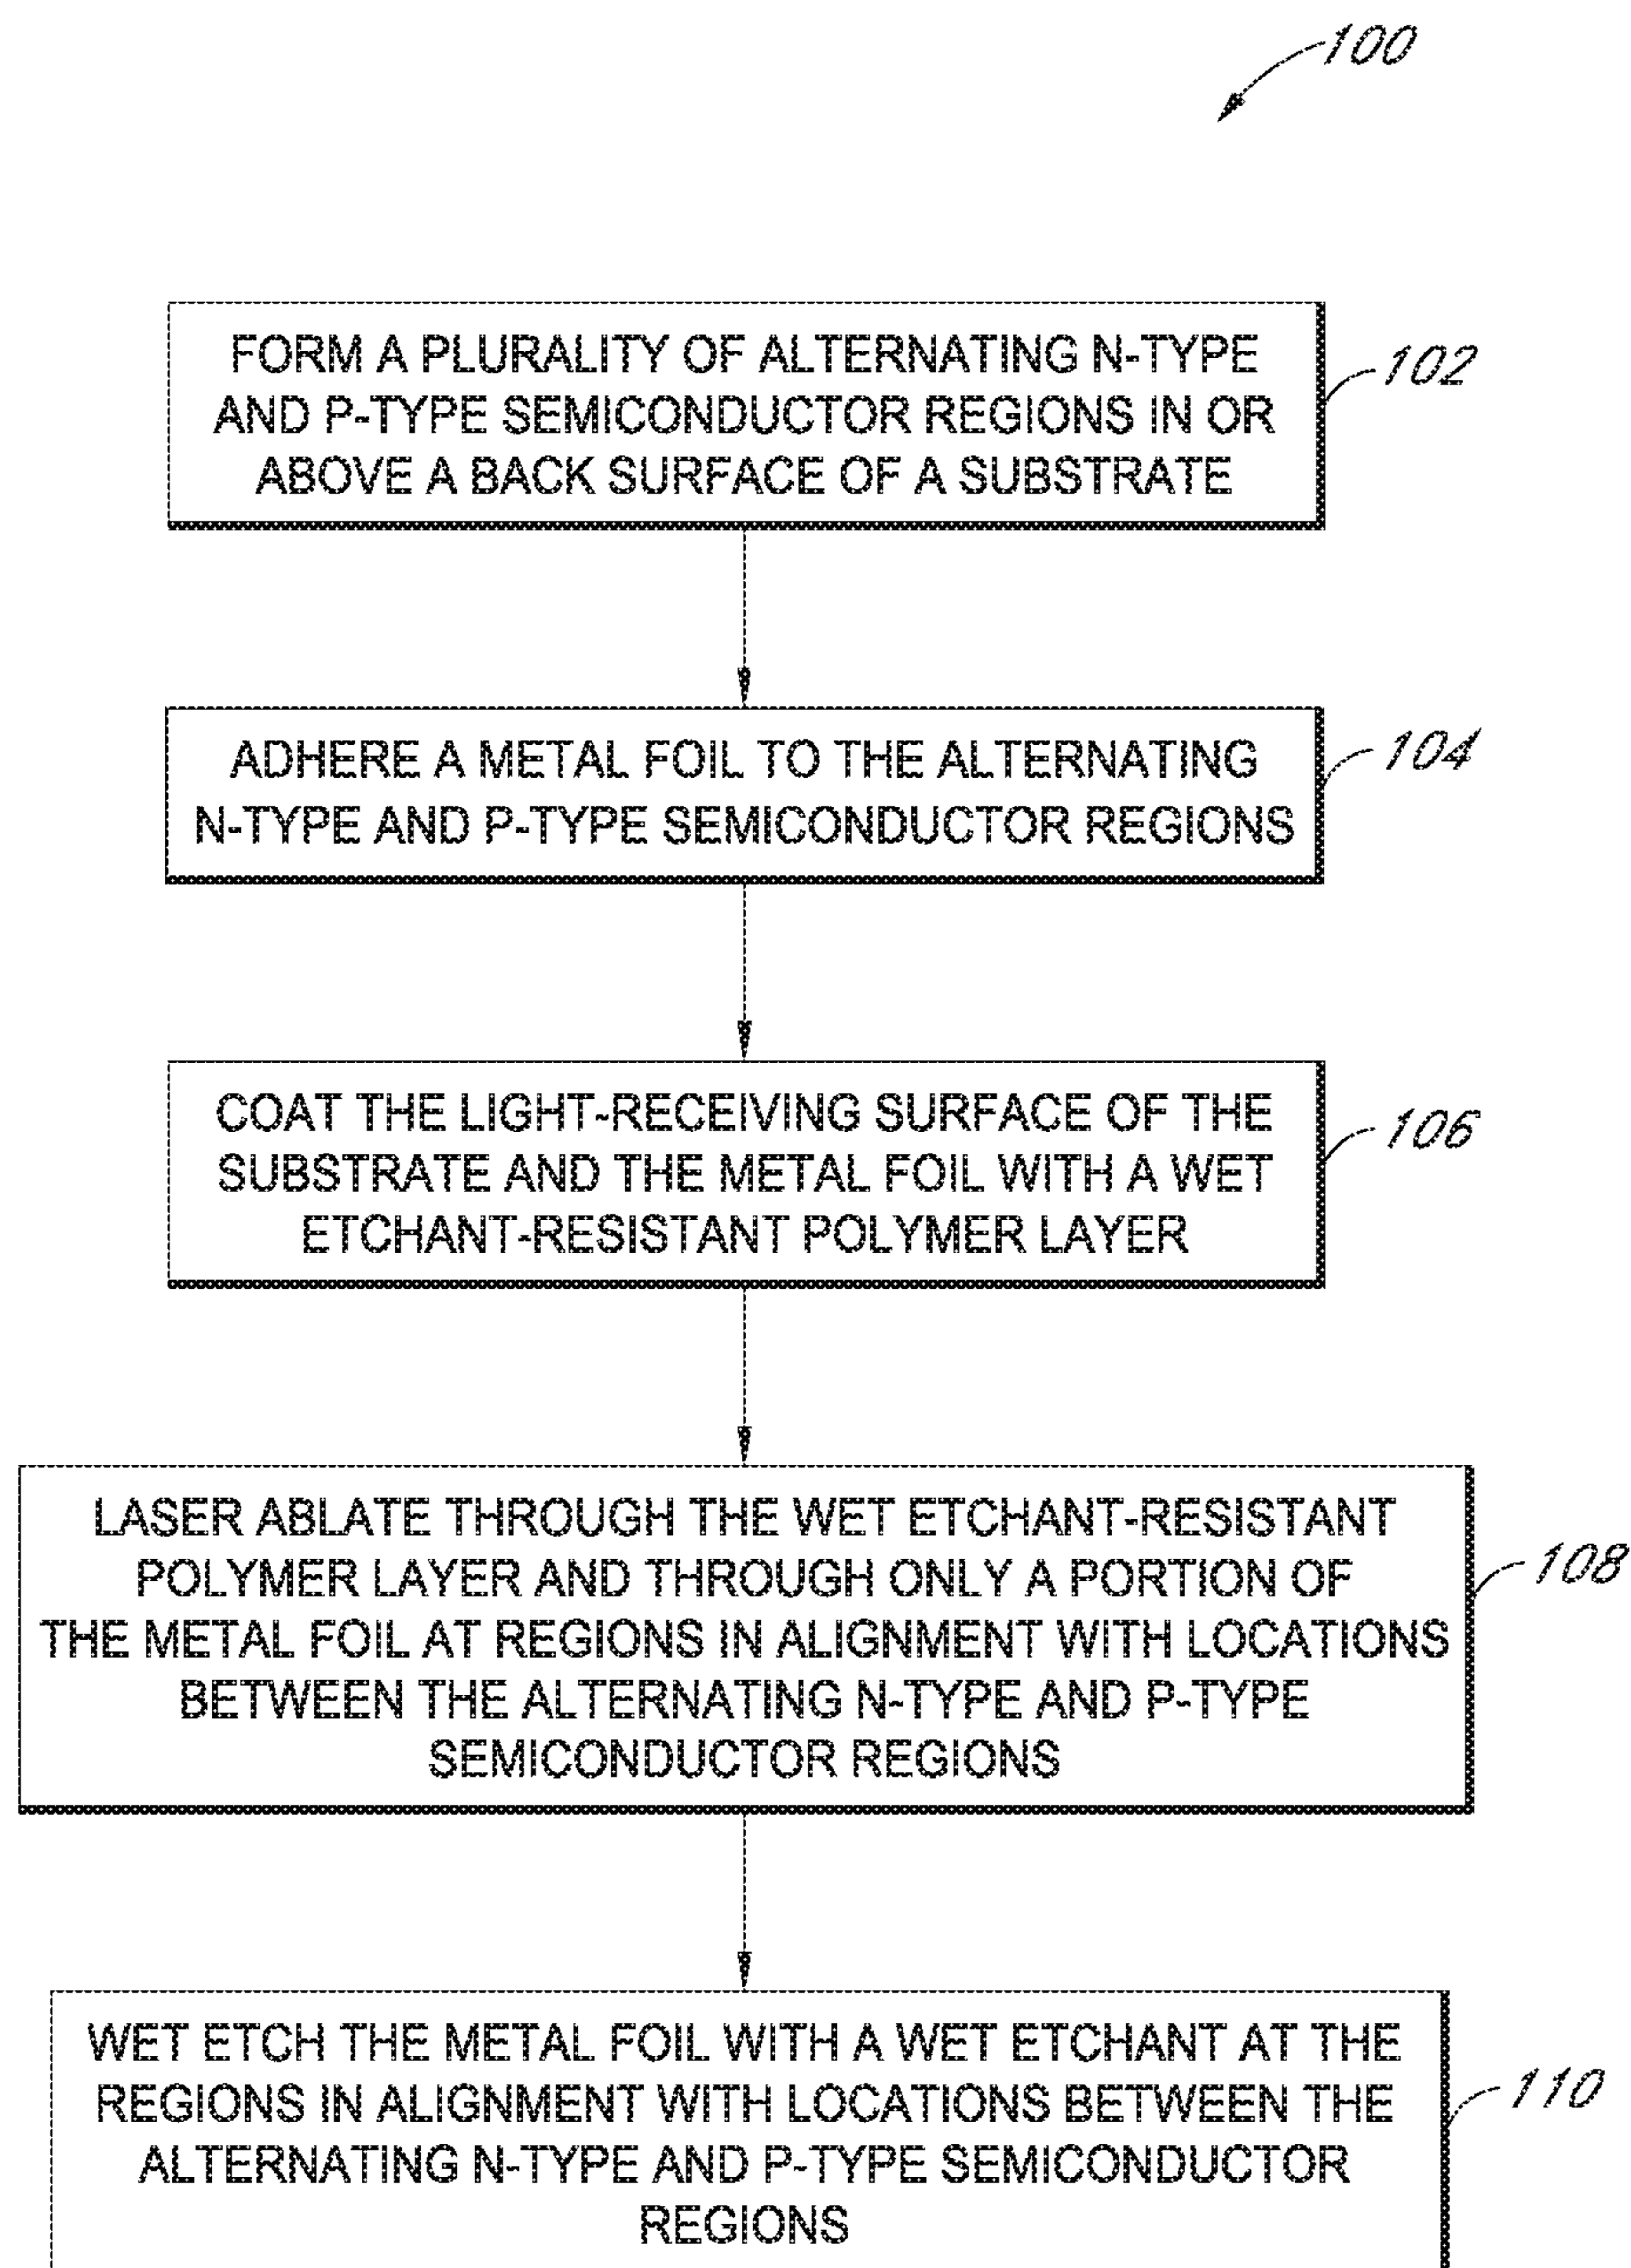 100
FORM A PLURALITY OF ALTERNATING N-TYPE
AND P-TYPE SEMICONDUCTOR REGIONS IN OR
ABOVE A BACK SURFACE OF A SUBSTRATE
102
ADHERE A METAL FOIL TO THE ALTERNATING
N-TYPE AND P-TYPE SEMICONDUCTOR REGIONS
104
COAT THE LIGHT-RECEIVING SURFACE OF THE
SUBSTRATE AND THE METAL FOIL WITH A WET
ETCHANT-RESISTANT POLYMER LAYER
106
LASER ABLATE THROUGH THE WET ETCHANT-RESISTANT
POLYMER LAYER AND THROUGH ONLY A PORTION OF
THE METAL FOIL AT REGIONS IN ALIGNMENT WITH LOCATIONS
BETWEEN THE ALTERNATING N-TYPE AND P-TYPE
SEMICONDUCTOR REGIONS
108
WET ETCH THE METAL FOIL WITH A WET ETCHANT AT THE
REGIONS IN ALIGNMENT WITH LOCATIONS BETWEEN THE
ALTERNATING N-TYPE AND P-TYPE SEMICONDUCTOR
REGIONS
110